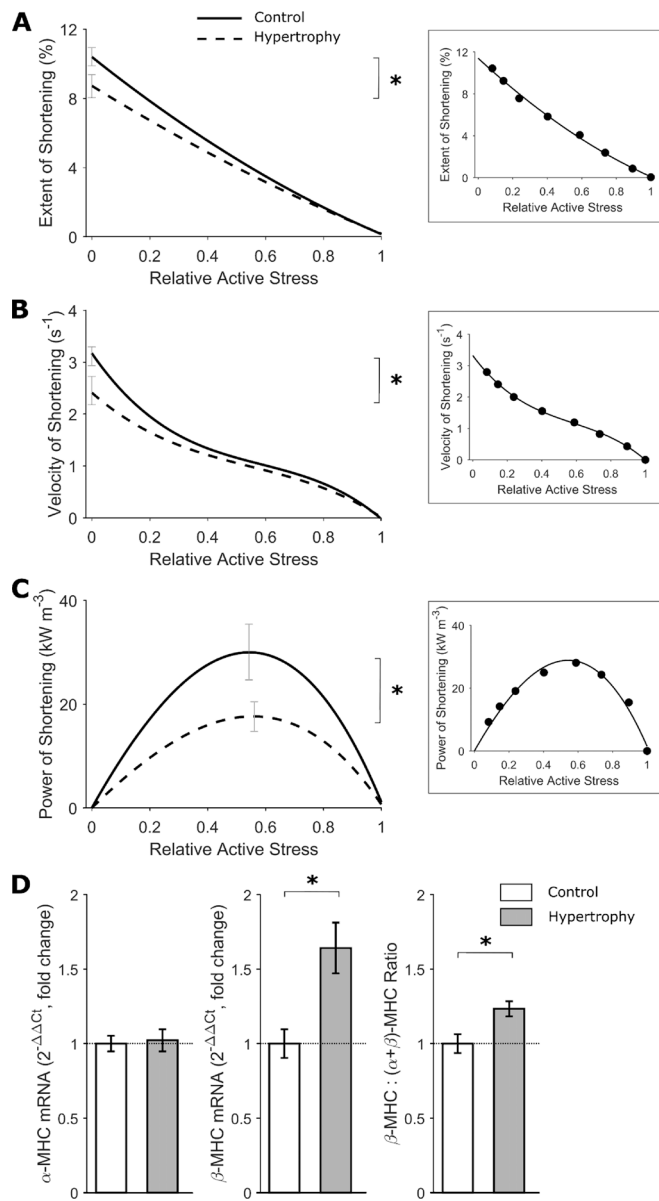 A
Control
Hypertrophy
Extent of Shortening (%)
12
8
4
0
0 0.2 0.4 0.6 0.8 1
Relative Active Stress
*
Extent of Shortening (%)
12
8
4
0
0 0.2 0.4 0.6 0.8 1
Relative Active Stress
B
Velocity of Shortening (s⁻¹)
4
3
2
1
0
0 0.2 0.4 0.6 0.8 1
Relative Active Stress
*
Velocity of Shortening (s⁻¹)
4
3
2
1
0
0 0.2 0.4 0.6 0.8 1
Relative Active Stress
C
Power of Shortening (kW m⁻³)
40
20
0
0 0.2 0.4 0.6 0.8 1
Relative Active Stress
*
Power of Shortening (kW m⁻³)
40
20
0
0 0.2 0.4 0.6 0.8 1
Relative Active Stress
D
α-MHC mRNA (2^-ΔΔCt, fold change)
2
1.5
1
0.5
0
β-MHC mRNA (2^-ΔΔCt, fold change)
2
1.5
1
0.5
0
*
β-MHC : (α+β)-MHC Ratio
2
1.5
1
0.5
0
*
Control
Hypertrophy